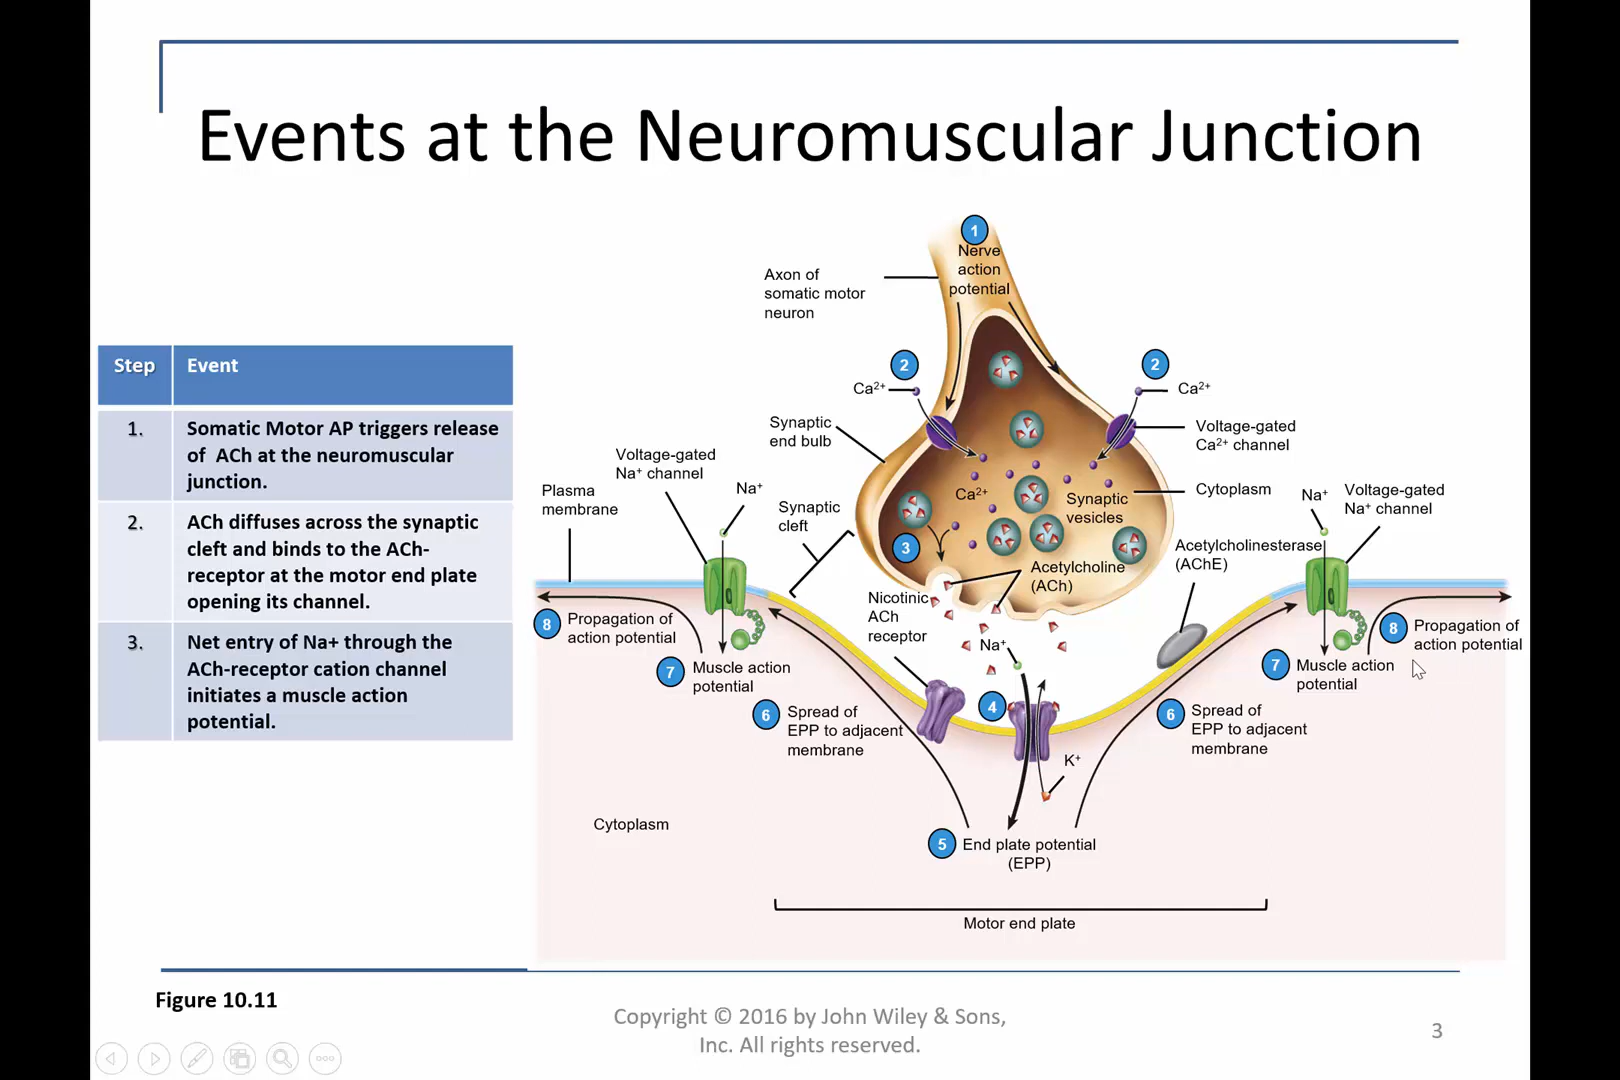 Events at the Neuromuscular Junction
Step
Event
1.
Somatic Motor AP triggers release
of ACh at the neuromuscular
junction.
2.
ACh diffuses across the synaptic
cleft and binds to the ACh-
receptor at the motor end plate
opening its channel.
3.
Net entry of Na+ through the
ACh-receptor cation channel
initiates a muscle action
potential.
1
Nerve
action
potential
Axon of
somatic motor
neuron
2
Ca²⁺
2
Ca²⁺
Synaptic
end bulb
Voltage-gated
Ca²⁺ channel
Voltage-gated
Na⁺ channel
Plasma
membrane
Na⁺
Synaptic
cleft
Ca²⁺
Synaptic
vesicles
Cytoplasm
Na⁺
Voltage-gated
Na⁺ channel
3
Acetylcholine
(ACh)
Acetylcholinesterase
(AChE)
Nicotinic
ACh
receptor
Na⁺
8
Propagation of
action potential
7
Muscle action
potential
6
Spread of
EPP to adjacent
membrane
4
K⁺
8
Propagation of
action potential
7
Muscle action
potential
6
Spread of
EPP to adjacent
membrane
Cytoplasm
5
End plate potential
(EPP)
Motor end plate
Figure 10.11
Copyright © 2016 by John Wiley & Sons,
Inc. All rights reserved.
3